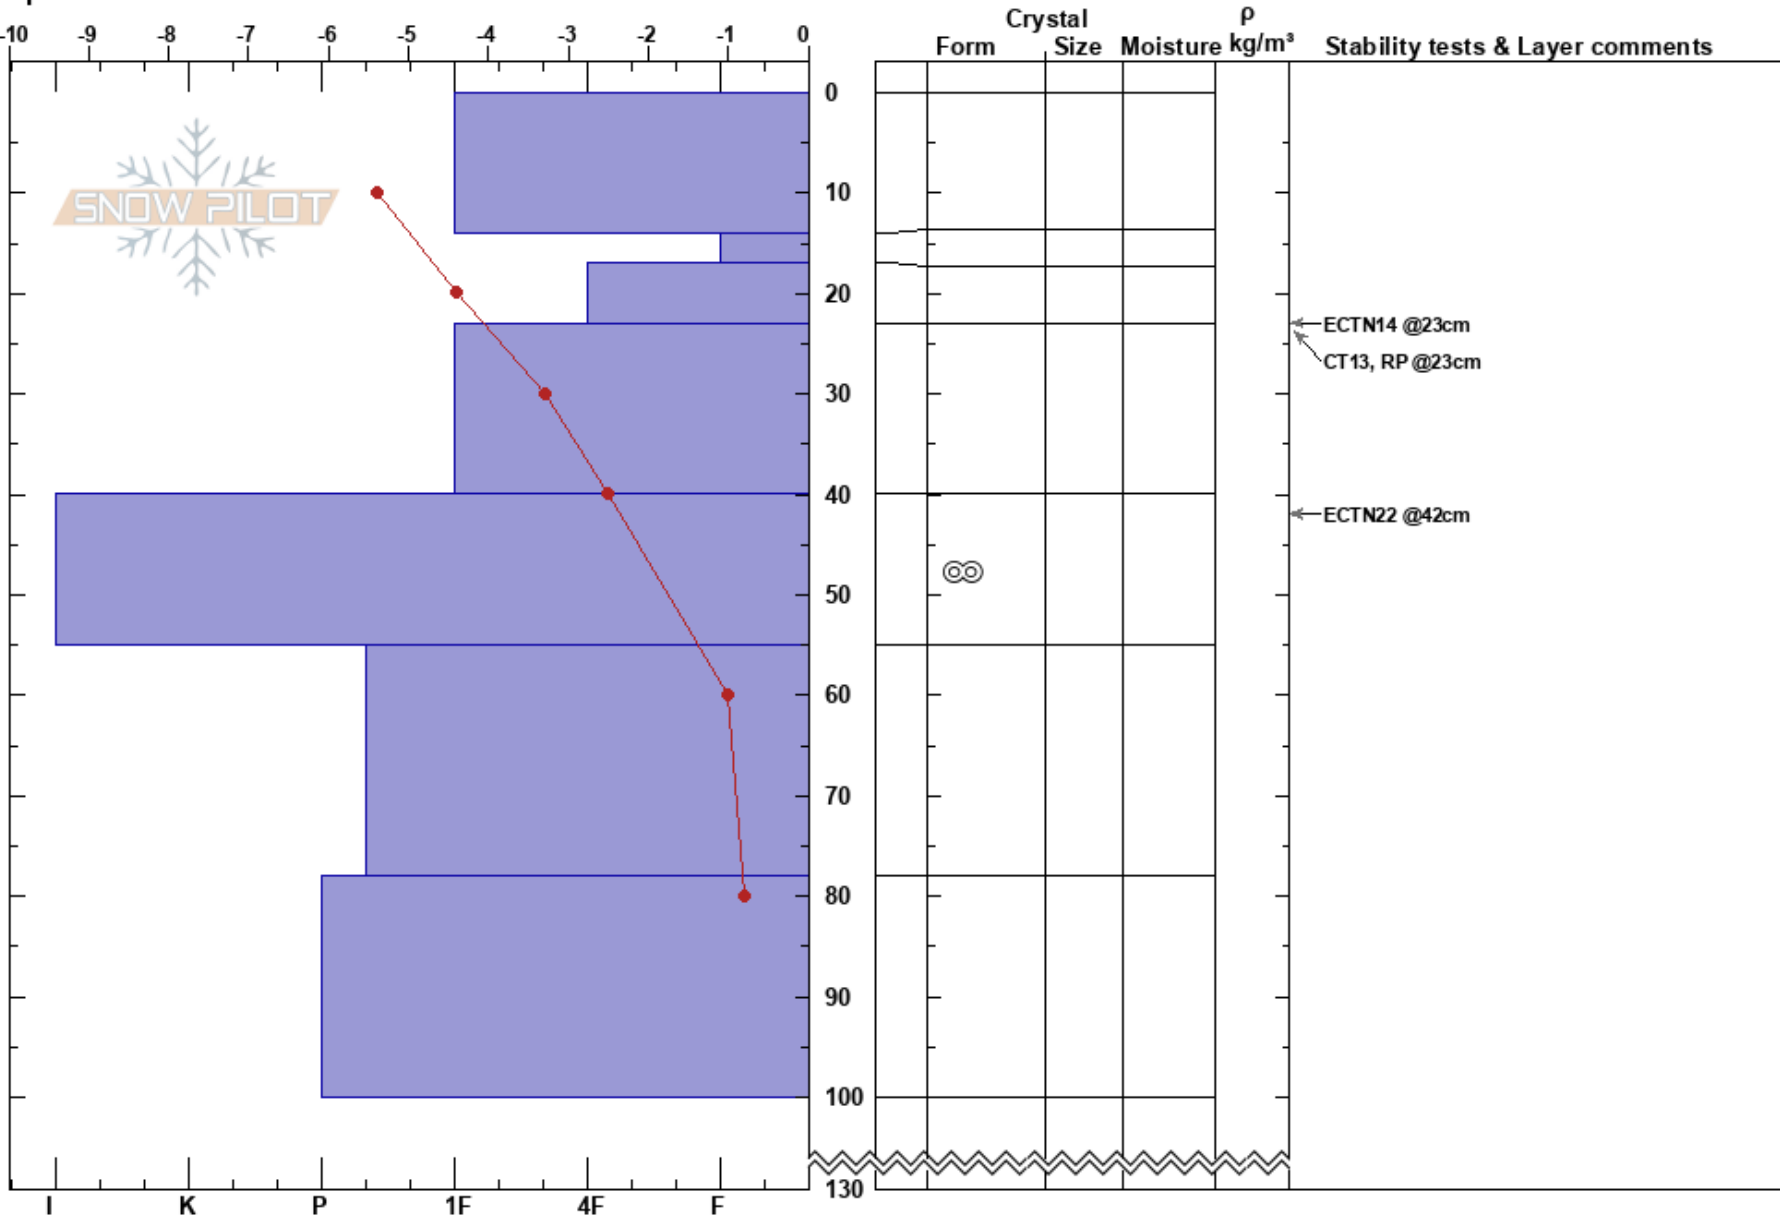 -10 -9 -8 -7 -6 -5 -4 -3 -2 -1 0
Crystal ρ
Form Size Moisture kg/m³ Stability tests & Layer comments
0
SNOW PILOT
10
20
ECTN14 @23cm
CT13, RP @23cm
30
40
ECTN22 @42cm
50
60
70
80
90
100
130
I K P 1F 4F F